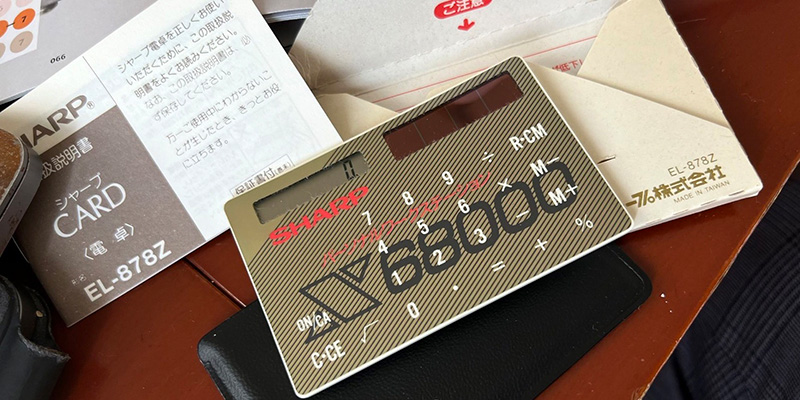 7
7
066
SHARP®
取扱説明書
シャープ
CARD
〈電卓〉
EL-878Z
シャープ電卓を正しくお使い
いただくために、この取扱説
明書をよくお読みください。
なお、この取扱説明書は、必
ず保存してください。
万一ご使用中にわからないこ
とが生じたとき、きっとお役
に立ちます。
保証書付
ご注意
EL-878Z
株式会社
MADE IN TAIWAN
0.
SHARP
パーソナルワークステーション
X68000
7 8 9 ÷ R·CM
4 5 6 × M−
1 2 3 − M+
0 · = + %
ON/CA
C·CE √